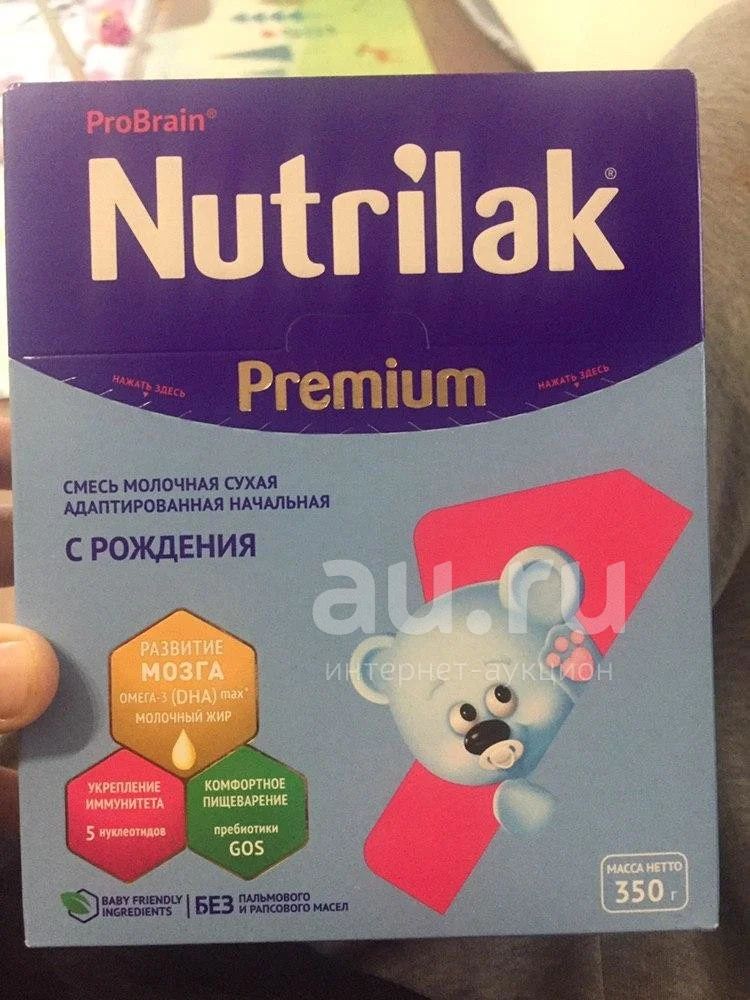 ProBrain®
Nutrilak®
НАЖАТЬ ЗДЕСЬ
Premium
НАЖАТЬ ЗДЕСЬ
СМЕСЬ МОЛОЧНАЯ СУХАЯ
АДАПТИРОВАННАЯ НАЧАЛЬНАЯ
С РОЖДЕНИЯ
1
au.ru
интернет-аукцион
РАЗВИТИЕ
МОЗГА
ОМЕГА-3 (DHA) max*
МОЛОЧНЫЙ ЖИР
УКРЕПЛЕНИЕ
ИММУНИТЕТА
5 нуклеотидов
КОМФОРТНОЕ
ПИЩЕВАРЕНИЕ
пребиотики
GOS
BABY FRIENDLY
INGREDIENTS
БЕЗ ПАЛЬМОВОГО
И РАПСОВОГО МАСЕЛ
МАССА НЕТТО
350 г